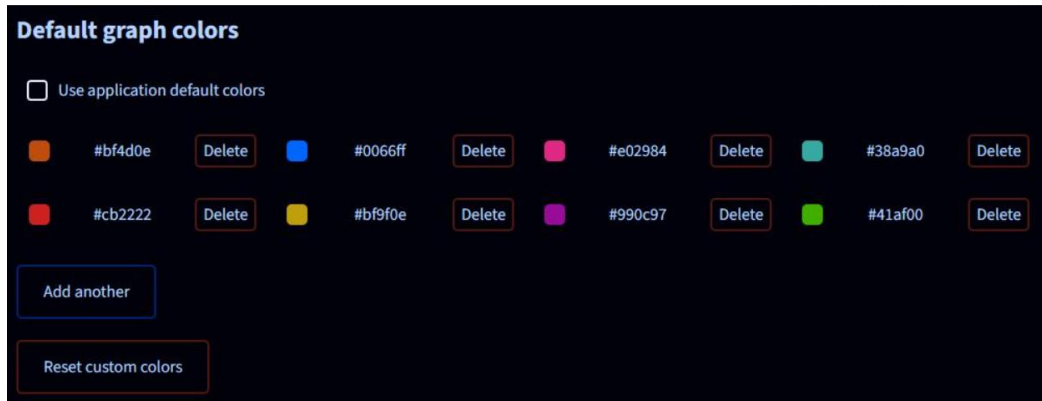 Default graph colors
Use application default colors
#bf4d0e Delete #0066ff Delete #e02984 Delete #38a9a0 Delete
#cb2222 Delete #bf9f0e Delete #990c97 Delete #41af00 Delete
Add another
Reset custom colors